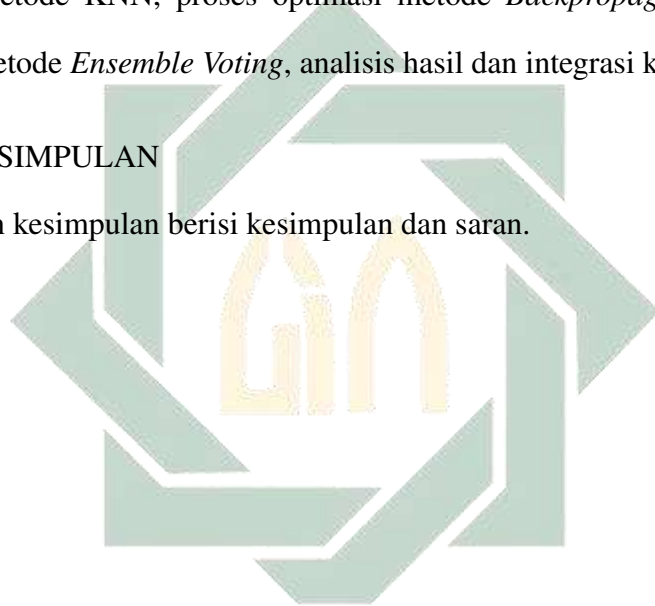 etode KNN, proses optimasi metode Backpropag
etode Ensemble Voting, analisis hasil dan integrasi k
SIMPULAN
n kesimpulan berisi kesimpulan dan saran.